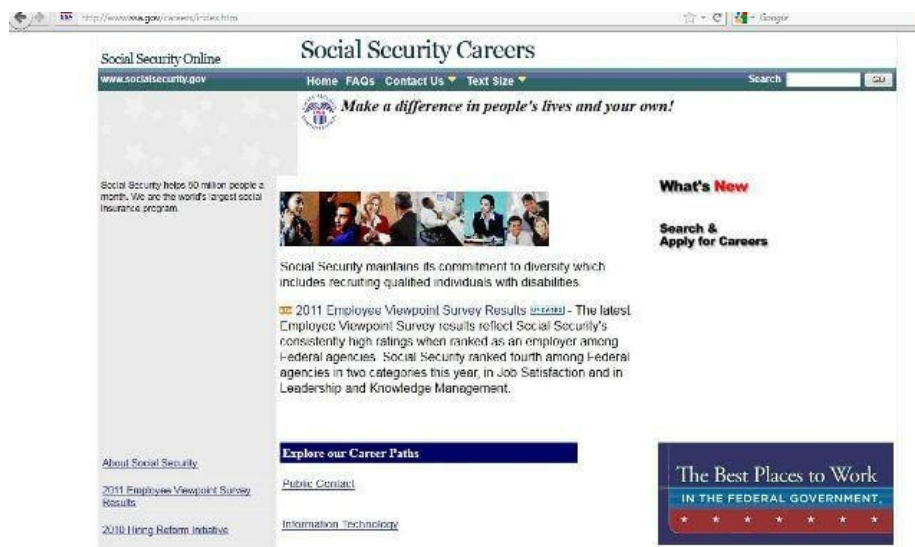 http://www.ssa.gov/careers/index.htm
Google
Social Security Online
Social Security Careers
www.socialsecurity.gov
Home FAQs Contact Us Text Size
Search
GO
Make a difference in people's lives and your own!
Social Security helps 50 million people a
month. We are the world's largest social
insurance program.
What's New
Search &
Apply for Careers
Social Security maintains its commitment to diversity which
includes recruiting qualified individuals with disabilities.
2011 Employee Viewpoint Survey Results - The latest
Employee Viewpoint Survey results reflect Social Security's
consistently high ratings when ranked as an employer among
Federal agencies. Social Security ranked fourth among Federal
agencies in two categories this year, in Job Satisfaction and in
Leadership and Knowledge Management.
About Social Security
2011 Employee Viewpoint Survey
Results
2010 Hiring Reform Initiative
Explore our Career Paths
Public Contact
Information Technology
The Best Places to Work
IN THE FEDERAL GOVERNMENT